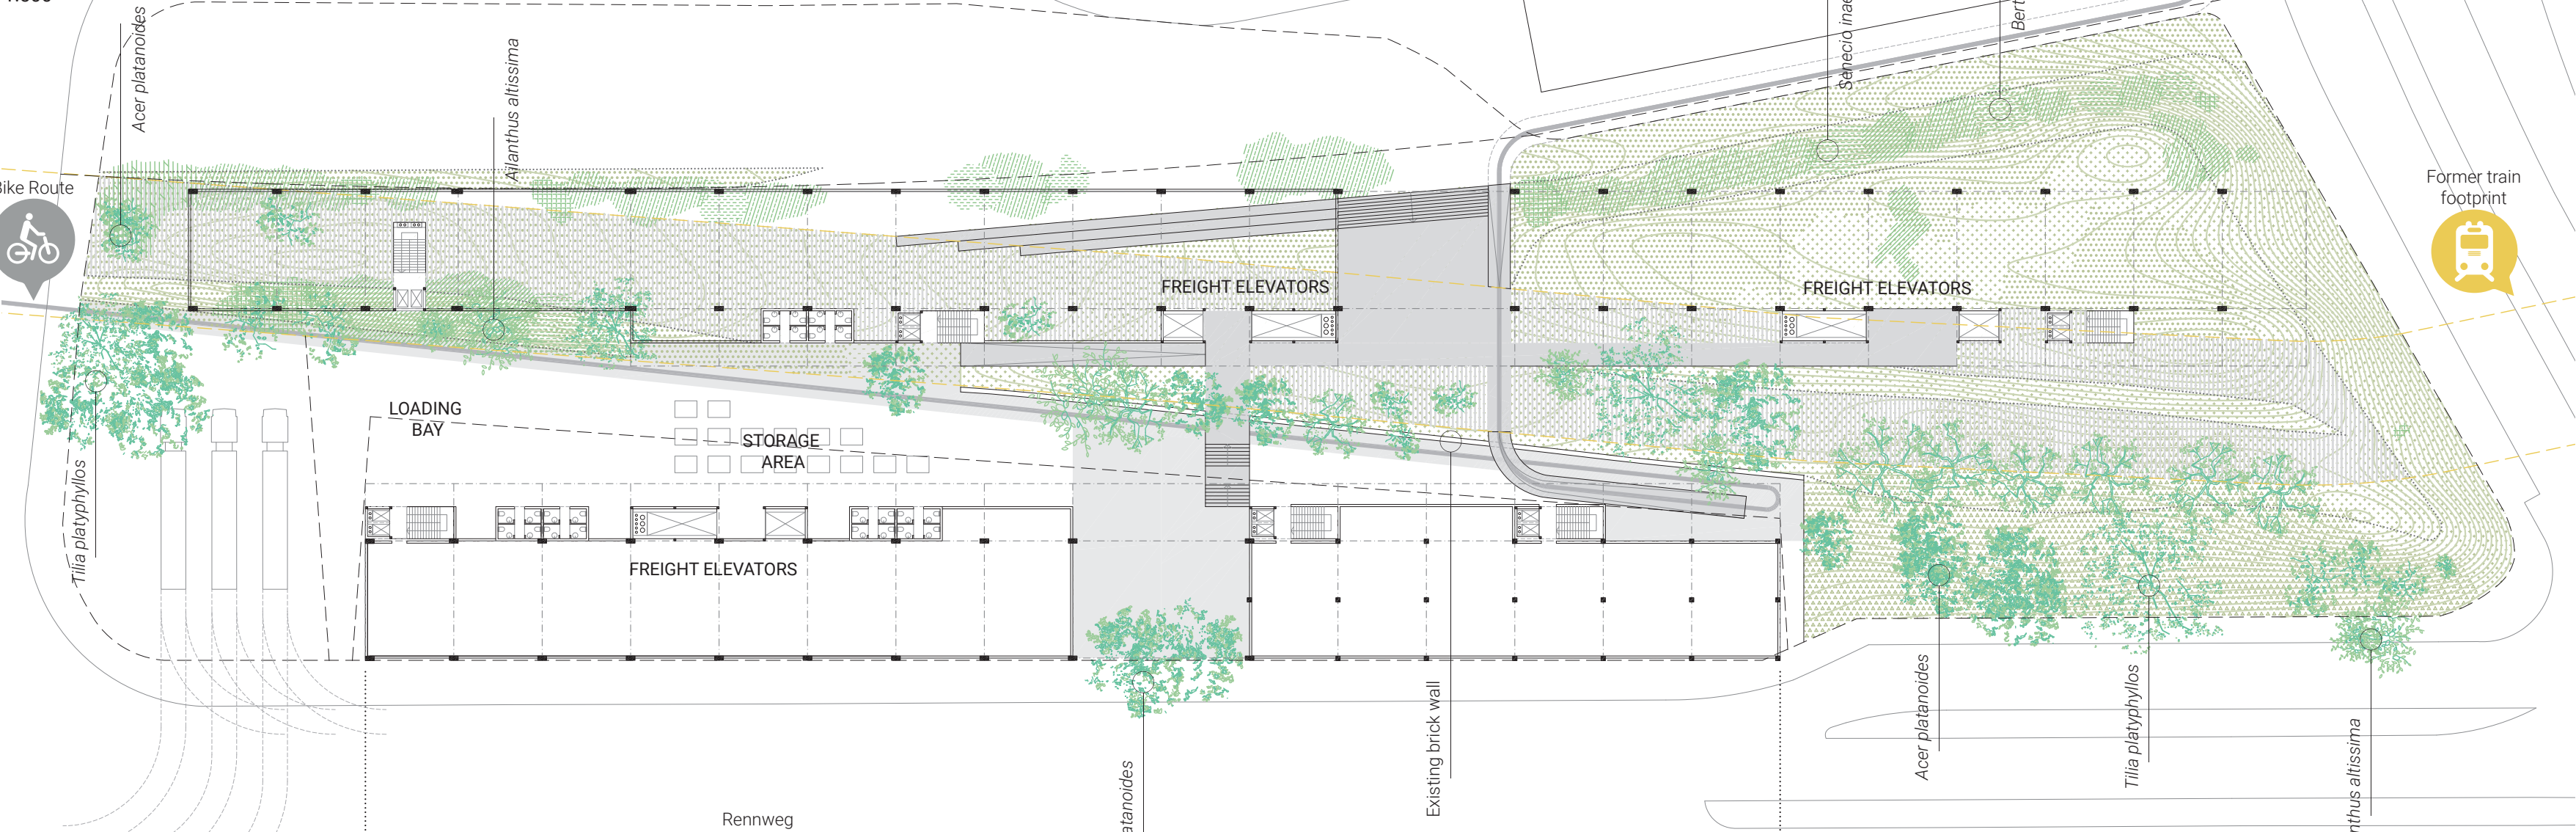 Acer platanoides
Ailanthus altissima
Senecio inae
Bert
Bike Route
Former train
footprint
FREIGHT ELEVATORS
FREIGHT ELEVATORS
LOADING
BAY
STORAGE
AREA
Tilia platyphyllos
FREIGHT ELEVATORS
Existing brick wall
Acer platanoides
Tilia platyphyllos
nthus altissima
atanoides
Rennweg